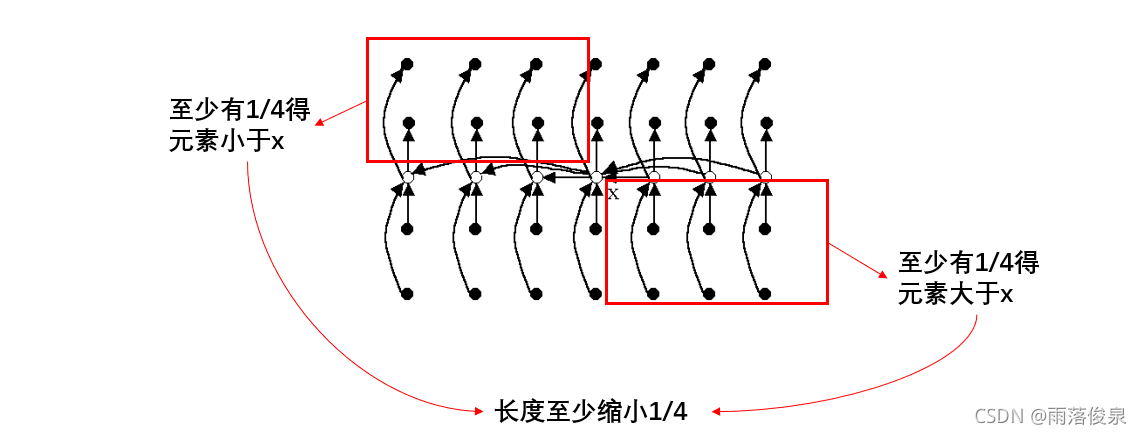 至少有1/4得
元素小于x
x
至少有1/4得
元素大于x
长度至少缩小1/4
CSDN @雨落俊泉